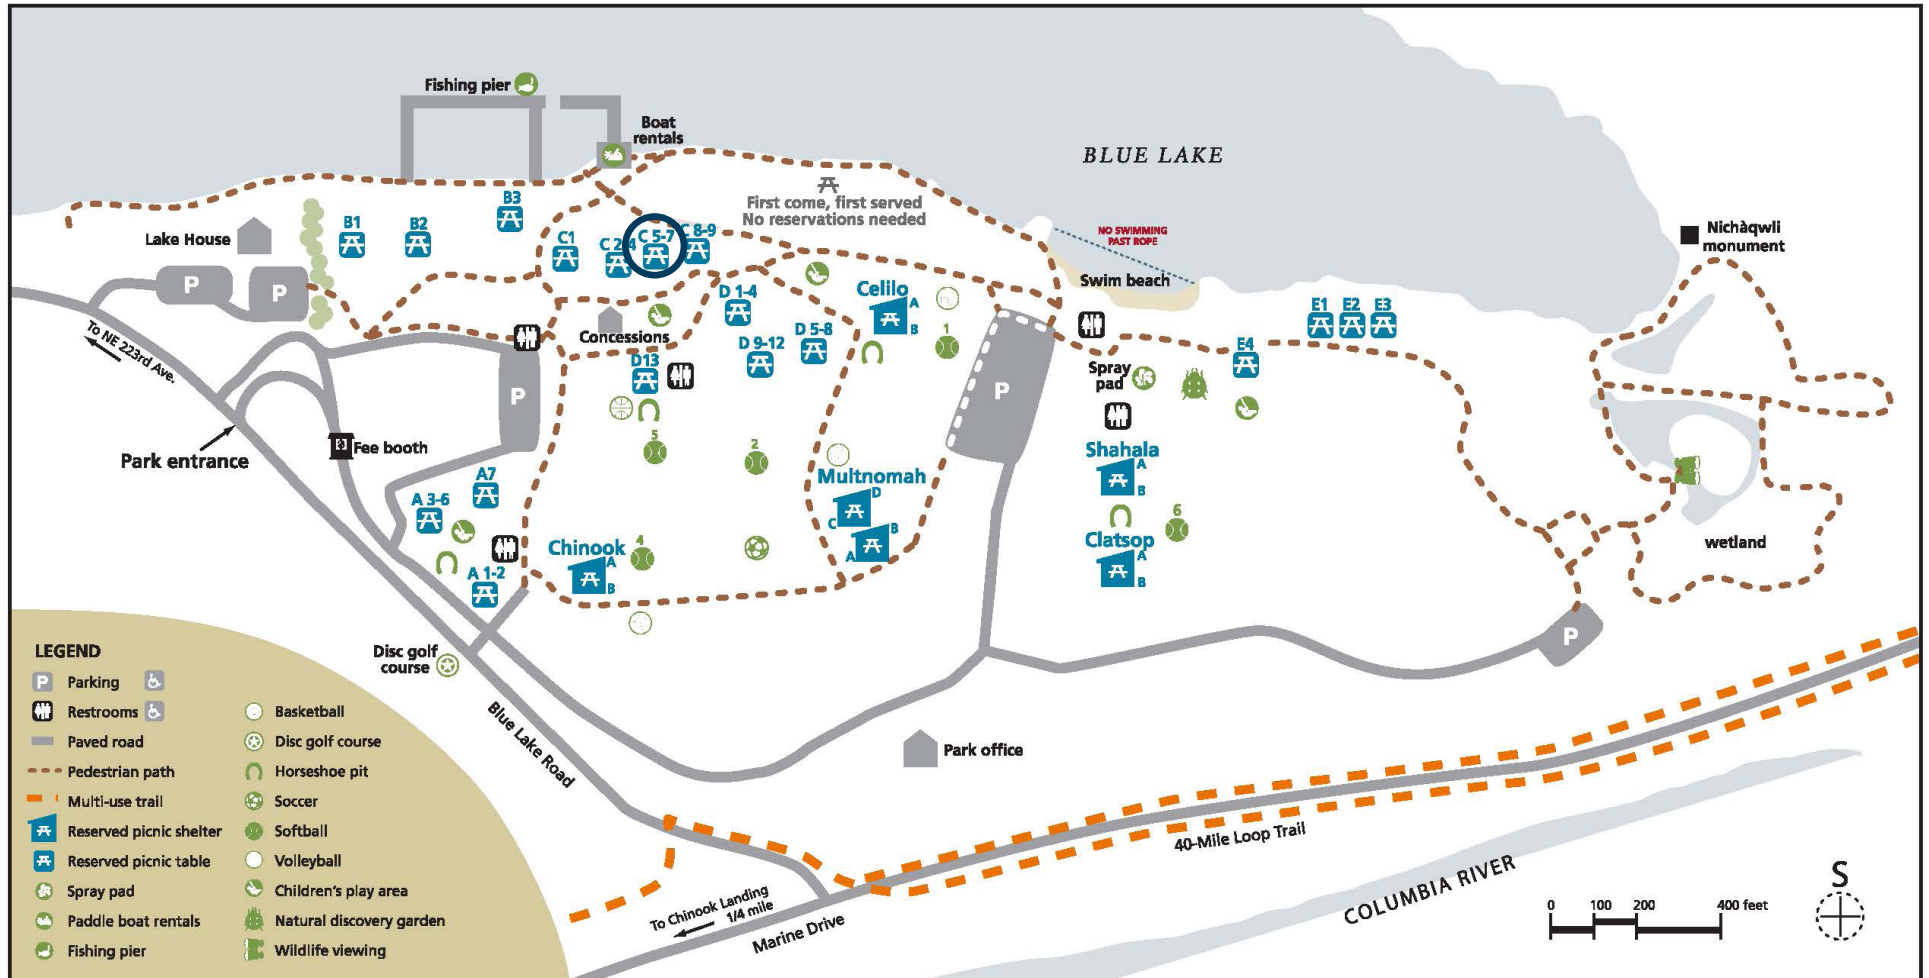 Fishing pier
Boat
rentals
BLUE LAKE
First come, first served
No reservations needed
Lake House
B1
B2
B3
C1
C 2-4
C 5-7
C 8-9
NO SWIMMING
PAST ROPE
Swim beach
Nichàqwli
monument
P
P
To NE 223rd Ave.
Concessions
D 1-4
D 5-8
D 9-12
D13
Celilo
A
B
1
E1
E2
E3
E4
P
P
Spray
pad
Park entrance
Fee booth
5
2
A7
A 3-6
A 1-2
Multnomah
D
C
B
A
Shahala
A
B
6
Clatsop
A
B
Chinook
A
B
4
wetland
P
Disc golf
course
Blue Lake Road
Park office
40-Mile Loop Trail
To Chinook Landing
1/4 mile
Marine Drive
COLUMBIA RIVER
0 100 200 400 feet
S
LEGEND
P Parking
Restrooms
Paved road
Pedestrian path
Multi-use trail
Reserved picnic shelter
Reserved picnic table
Spray pad
Paddle boat rentals
Fishing pier
Basketball
Disc golf course
Horseshoe pit
Soccer
Softball
Volleyball
Children's play area
Natural discovery garden
Wildlife viewing